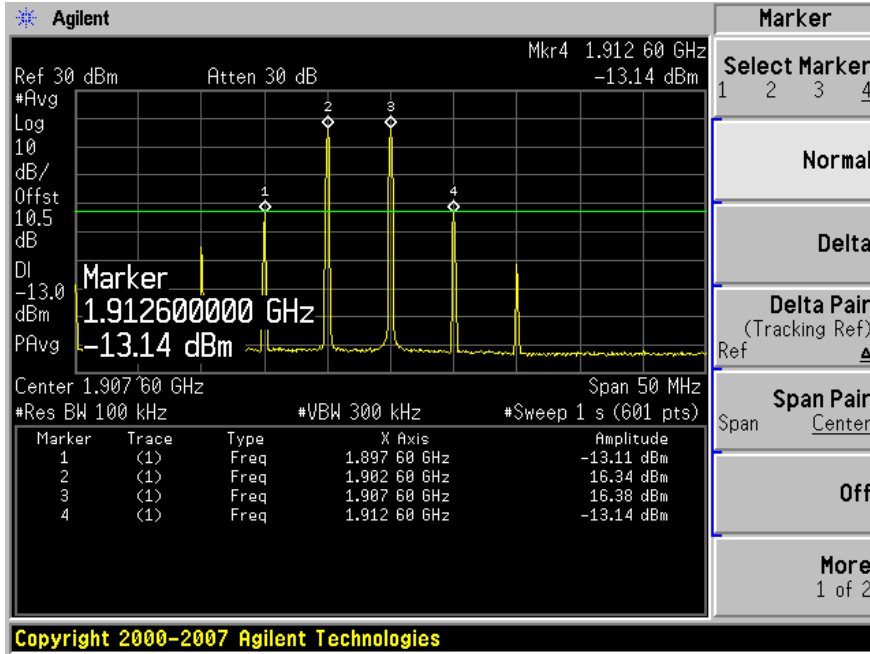 Agilent
Marker
Mkr4 1.912 60 GHz
Ref 30 dBm Atten 30 dB -13.14 dBm
#Avg
Log
10
dB/
Offst
10.5
dB
DI
-13.0
dBm
PAvg
1
2
3
4
Marker
1.912600000 GHz
-13.14 dBm
Center 1.907 60 GHz Span 50 MHz
#Res BW 100 kHz #VBW 300 kHz #Sweep 1 s (601 pts)
Marker Trace Type X Axis Amplitude
1 (1) Freq 1.897 60 GHz -13.11 dBm
2 (1) Freq 1.902 60 GHz 16.34 dBm
3 (1) Freq 1.907 60 GHz 16.38 dBm
4 (1) Freq 1.912 60 GHz -13.14 dBm
Select Marker
1 2 3 4
Normal
Delta
Delta Pair
(Tracking Ref)
Ref Δ
Span Pair
Span Center
Off
More
1 of 2
Copyright 2000-2007 Agilent Technologies